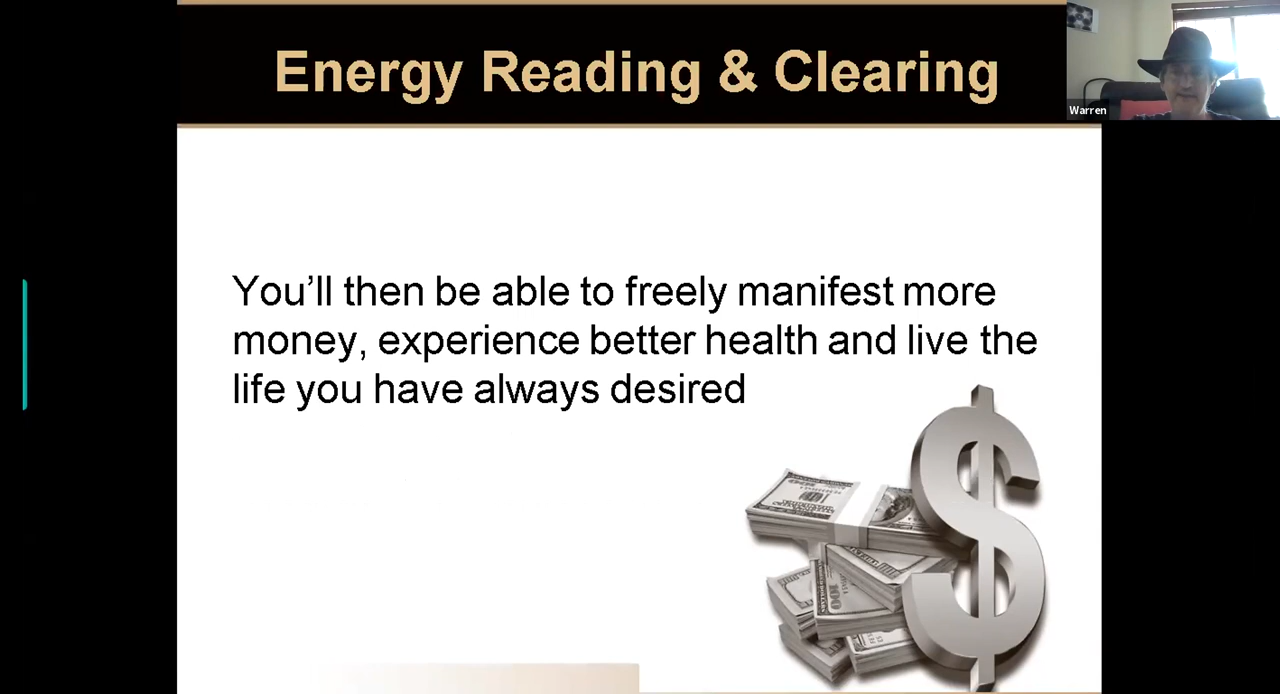 Energy Reading & Clearing
Warren
You'll then be able to freely manifest more
money, experience better health and live the
life you have always desired
$
100